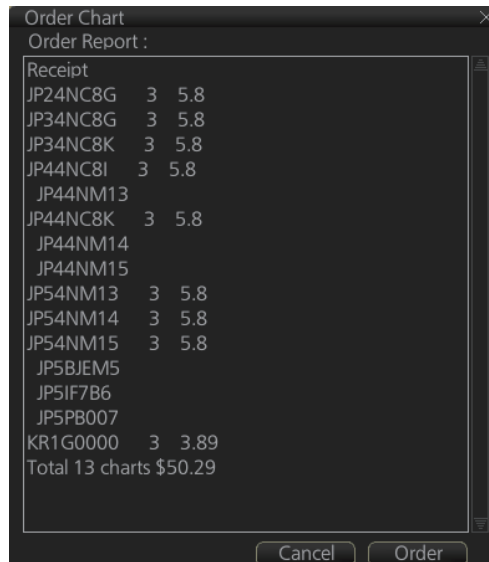 Order Chart
Order Report :
Receipt
JP24NC8G 3 5.8
JP34NC8G 3 5.8
JP34NC8K 3 5.8
JP44NC8I 3 5.8
JP44NM13
JP44NC8K 3 5.8
JP44NM14
JP44NM15
JP54NM13 3 5.8
JP54NM14 3 5.8
JP54NM15 3 5.8
JP5BJEM5
JP5IF7B6
JP5PB007
KR1G0000 3 3.89
Total 13 charts $50.29
Cancel Order